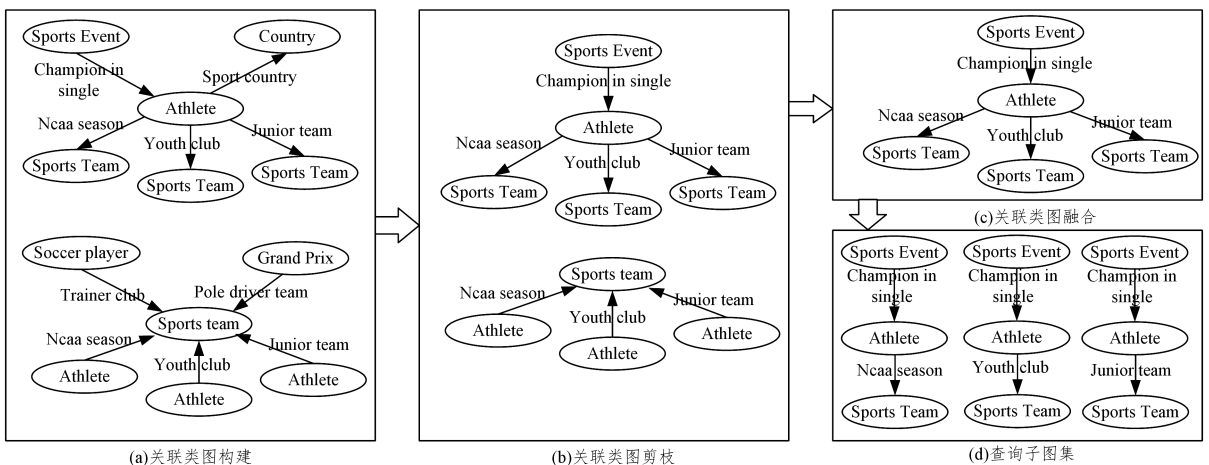 Sports Event
Country
Champion in
single
Sport country
Athlete
Ncaa season
Youth club
Junior team
Sports Team
Sports Team
Sports Team
Soccer player
Grand Prix
Trainer club
Pole driver team
Sports team
Ncaa season
Youth club
Junior team
Athlete
Athlete
Athlete
(a)关联类图构建
Sports Event
Champion in single
Athlete
Ncaa season
Youth club
Junior team
Sports Team
Sports Team
Sports Team
Sports team
Ncaa season
Youth club
Junior team
Athlete
Athlete
Athlete
(b)关联类图剪枝
Sports Event
Champion in single
Athlete
Ncaa season
Youth club
Junior team
Sports Team
Sports Team
Sports Team
(c)关联类图融合
Sports Event
Champion in
single
Athlete
Ncaa season
Sports Team
Sports Event
Champion in
single
Athlete
Youth club
Sports Team
Sports Event
Champion in
single
Athlete
Junior team
Sports Team
(d)查询子图集